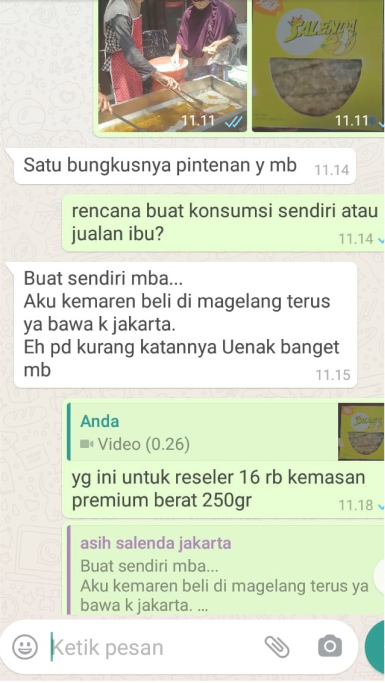 SALENDA
11.11
11.11
Satu bungkusnya pintenan y mb
11.14
rencana buat konsumsi sendiri atau
jualan ibu?
11.14
Buat sendiri mba...
Aku kemaren beli di magelang terus
ya bawa k jakarta.
Eh pd kurang katannya Uenak banget
mb
11.15
Anda
Video (0.26)
yg ini untuk reseler 16 rb kemasan
premium berat 250gr
11.18
asih salenda jakarta
Buat sendiri mba...
Aku kemaren beli di magelang terus ya
bawa k jakarta. ...
Ketik pesan